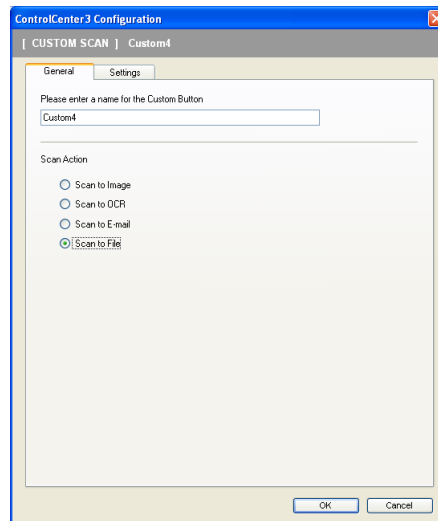 ControlCenter3 Configuration
[ CUSTOM SCAN ] Custom4
General Settings
Please enter a name for the Custom Button
Custom4
Scan Action
Scan to Image
Scan to OCR
Scan to E-mail
Scan to File
OK Cancel